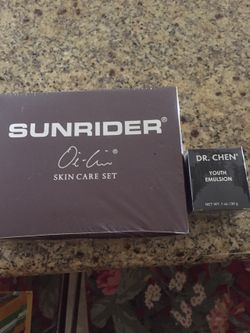 SUNRIDER®
Oi-Lin®
SKIN CARE SET
DR. CHEN®
YOUTH
EMULSION